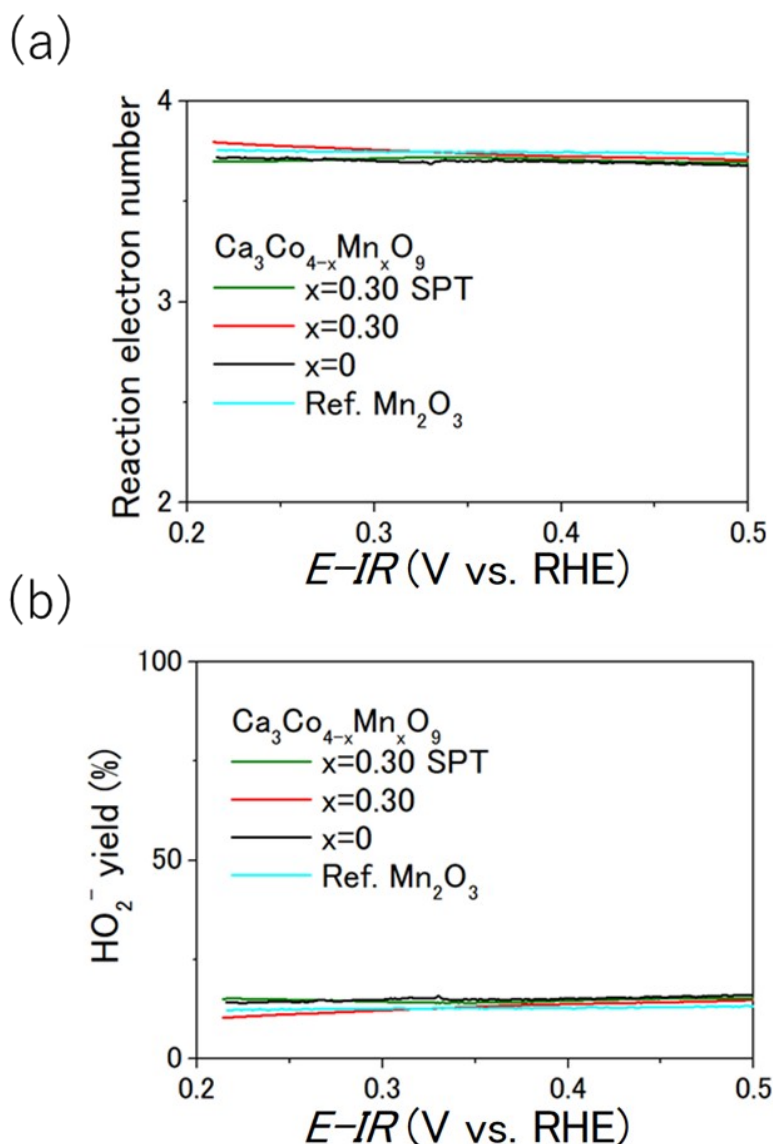 (a)
Reaction electron number
4
3
2
Ca₃Co₄₋ₓMnₓO₉
x=0.30 SPT
x=0.30
x=0
Ref. Mn₂O₃
0.2 0.3 0.4 0.5
E-IR (V vs. RHE)
(b)
HO₂⁻ yield (%)
100
50
0
Ca₃Co₄₋ₓMnₓO₉
x=0.30 SPT
x=0.30
x=0
Ref. Mn₂O₃
0.2 0.3 0.4 0.5
E-IR (V vs. RHE)